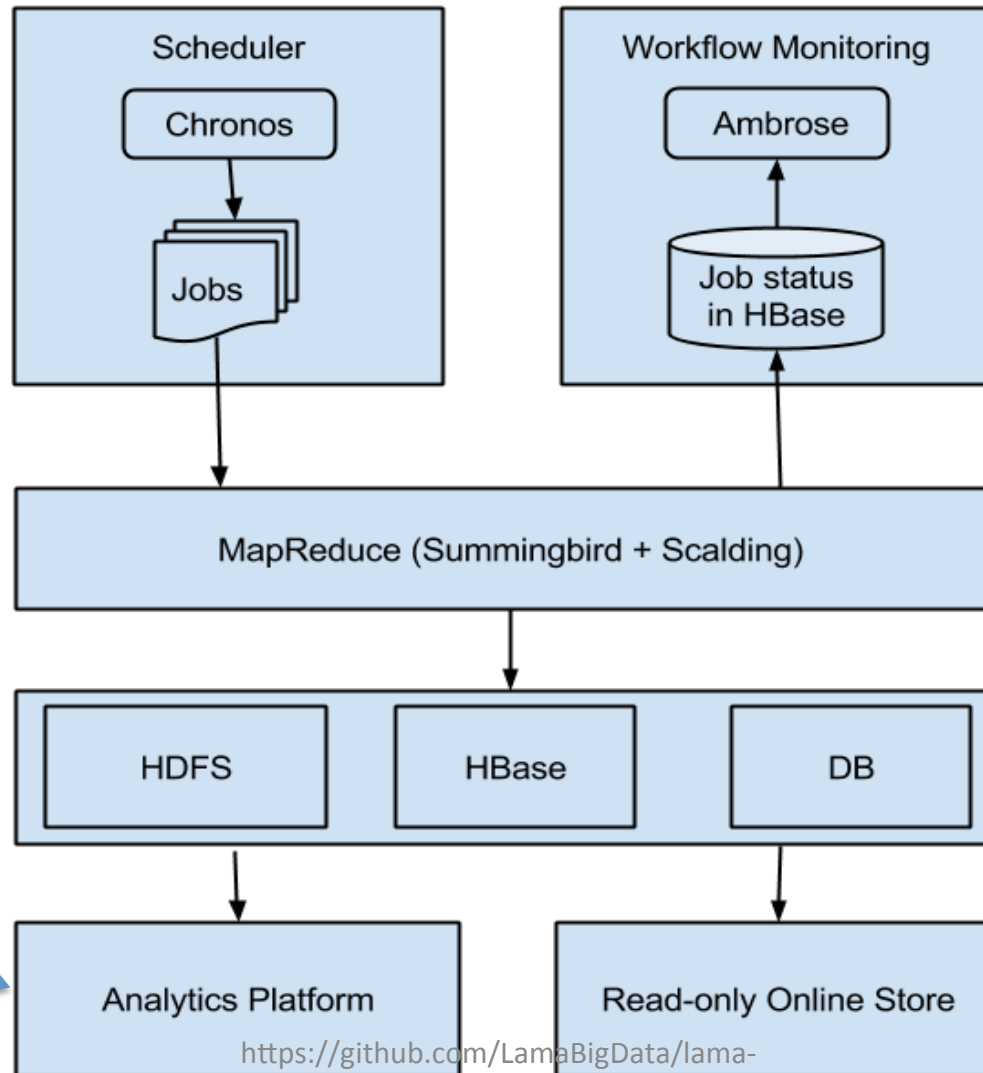 Scheduler
Chronos
Jobs
Workflow Monitoring
Ambrose
Job status
in HBase
MapReduce (Summingbird + Scalding)
HDFS
HBase
DB
Analytics Platform
Read-only Online Store
https://github.com/LamaBigData/lama-